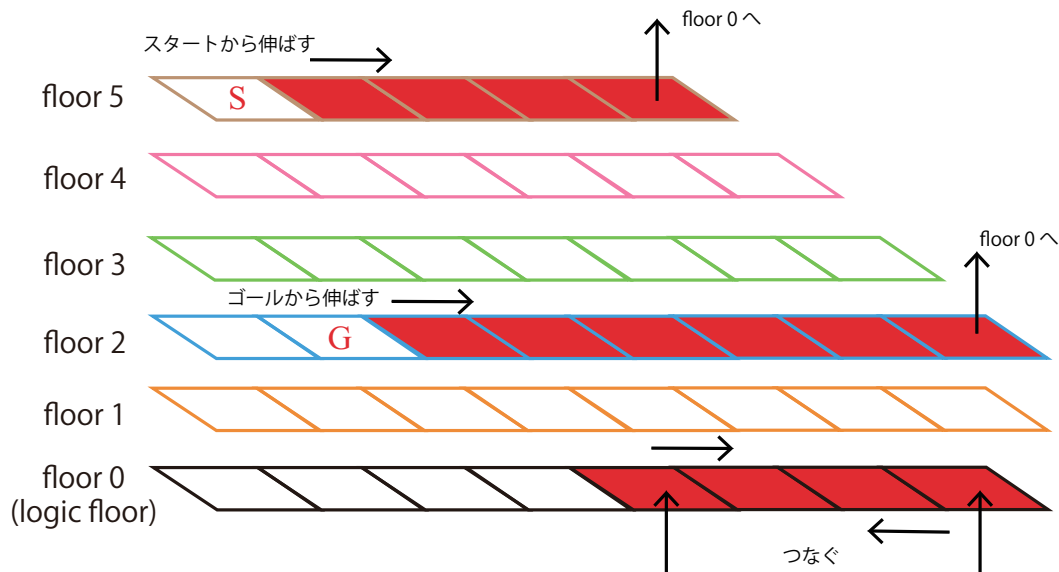 floor 0 へ
スタートから伸ばす
floor 5
S
floor 4
floor 0 へ
floor 3
ゴールから伸ばす
floor 2
G
floor 1
floor 0
(logic floor)
つなぐ